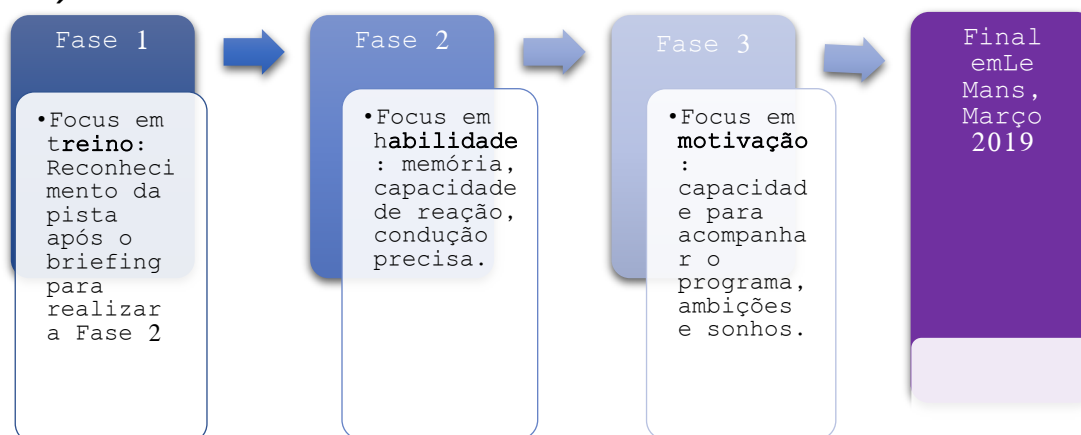 Fase 1
•Focus em
treino:
Reconheci
mento da
pista
após o
briefing
para
realizar
a Fase 2
Fase 2
•Focus em
habilidade
: memória,
capacidade
de reação,
condução
precisa.
Fase 3
•Focus em
motivação
:
capacidad
e para
acompanha
r o
programa,
ambições
e sonhos.
Final
emLe
Mans,
Março
2019